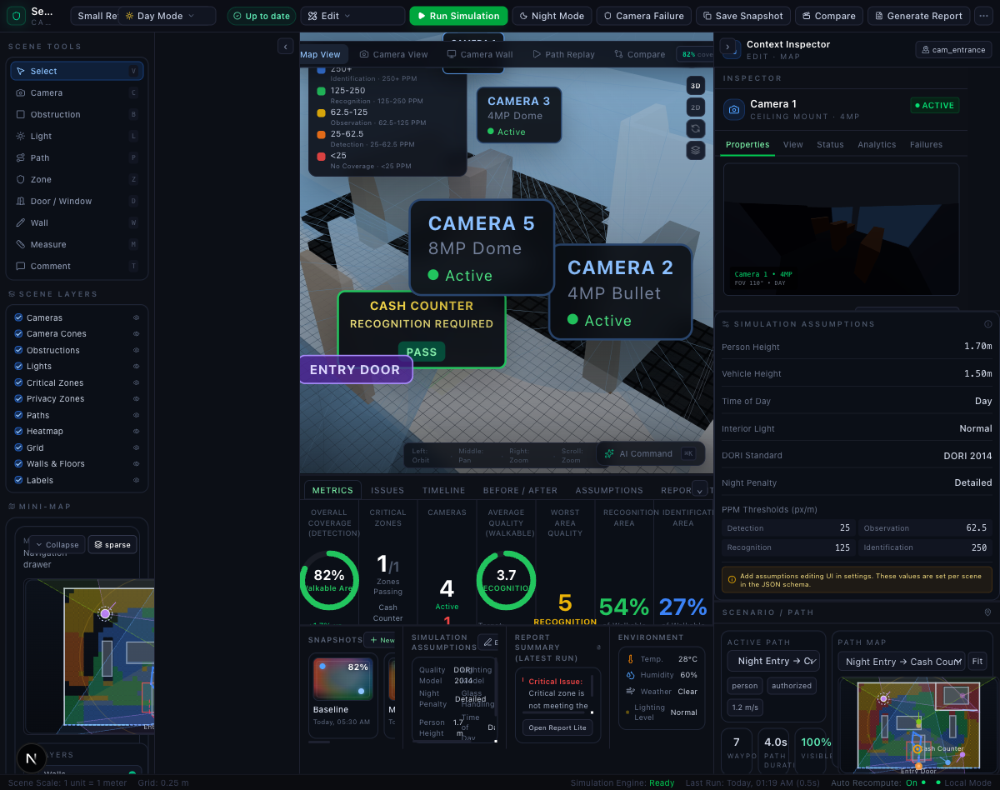 Se...
CA...
Small Re
Day Mode
Up to date
Edit
Run Simulation
Night Mode
Camera Failure
Save Snapshot
Compare
Generate Report
SCENE TOOLS
Select V
Camera C
Obstruction B
Light L
Path P
Zone Z
Door / Window D
Wall W
Measure M
Comment T
SCENE LAYERS
Cameras
Camera Cones
Obstructions
Lights
Critical Zones
Privacy Zones
Paths
Heatmap
Grid
Walls & Floors
Labels
MINI-MAP
Collapse
sparse
Navigation
drawer
N
Walls
Map View
Camera View
Camera Wall
Path Replay
Compare
82% cove
250+
Identification · 250+ PPM
125-250
Recognition · 125-250 PPM
62.5-125
Observation · 62.5-125 PPM
25-62.5
Detection · 25-62.5 PPM
<25
No Coverage · <25 PPM
CAMERA 3
4MP Dome
Active
3D
2D
CAMERA 5
8MP Dome
Active
CAMERA 2
4MP Bullet
Active
CASH COUNTER
RECOGNITION REQUIRED
PASS
ENTRY DOOR
Left:
Orbit
Middle:
Pan
Right:
Zoom
Scroll:
Zoom
AI Command ⌘K
METRICS
ISSUES
TIMELINE
BEFORE / AFTER
ASSUMPTIONS
REPOR
OVERALL
COVERAGE
(DETECTION)
82%
Walkable Area
CRITICAL
ZONES
1/1
Zones
Passing
Cash
Counter
CAMERAS
4
Active
1
AVERAGE
QUALITY
(WALKABLE)
3.7
RECOGNITION
WORST
AREA
QUALITY
5
RECOGNITION
RECOGNITION
AREA
54%
IDENTIFICAT
AREA
27%
SNAPSHOTS
+ New
82%
Baseline
Today, 05:30 AM
M
SIMULATION
ASSUMPTIONS
E
Quality
Model
DORI
2014
Night
Penalty
Detailed
Person
Height
1.7
m
Lighting
Model
Glass
Handling
Time
of
Day
REPORT
SUMMARY
(LATEST RUN)
Critical Issue:
Critical zone is
not meeting the
Open Report Lite
ENVIRONMENT
Temp. 28°C
Humidity 60%
Weather Clear
Lighting
Level
Normal
Context Inspector
EDIT · MAP
cam_entrance
INSPECTOR
Camera 1
CEILING MOUNT · 4MP
ACTIVE
Properties
View
Status
Analytics
Failures
Camera 1 • 4MP
FOV 110° • DAY
SIMULATION ASSUMPTIONS
Person Height 1.70m
Vehicle Height 1.50m
Time of Day Day
Interior Light Normal
DORI Standard DORI 2014
Night Penalty Detailed
PPM Thresholds (px/m)
Detection 25
Observation 62.5
Recognition 125
Identification 250
Add assumptions editing UI in settings. These values are set per scene
in the JSON schema.
SCENARIO / PATH
ACTIVE PATH
Night Entry → C
person
authorized
1.2 m/s
7
WAYPO
4.0s
PATH
DURATI
100%
VISIBLE
PATH MAP
Night Entry → Cash Coun
Fit
Cash Counter
Entry Door
Scene Scale: 1 unit = 1 meter
Grid: 0.25 m
Simulation Engine: Ready
Last Run: Today, 01:19 AM (0.5s)
Auto Recompute: On
Local Mode